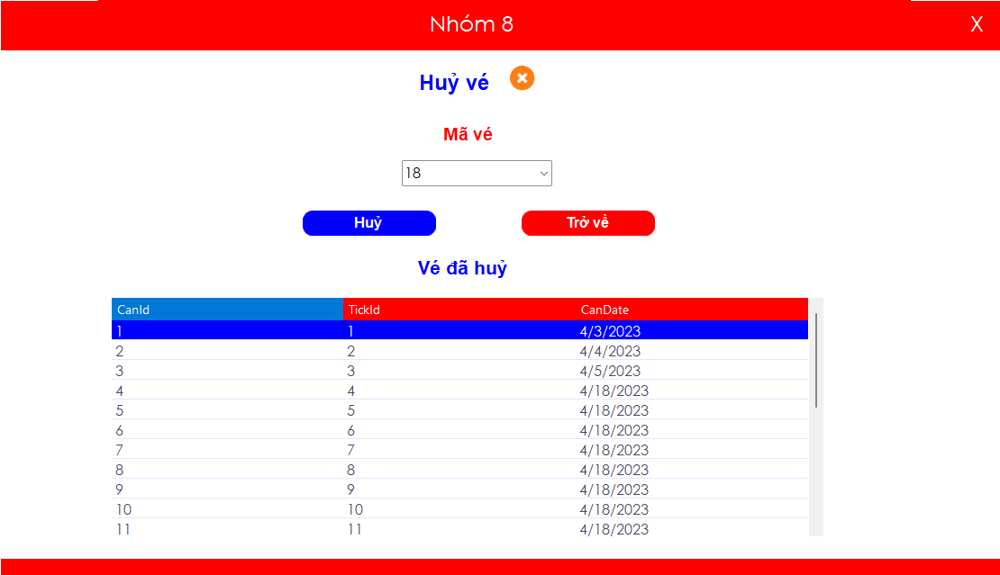 Nhóm 8 X
Huỷ vé
Mã vé
18
Huỷ Trở về
Vé đã huỷ
CanId TickId CanDate
1 1 4/3/2023
2 2 4/4/2023
3 3 4/5/2023
4 4 4/18/2023
5 5 4/18/2023
6 6 4/18/2023
7 7 4/18/2023
8 8 4/18/2023
9 9 4/18/2023
10 10 4/18/2023
11 11 4/18/2023